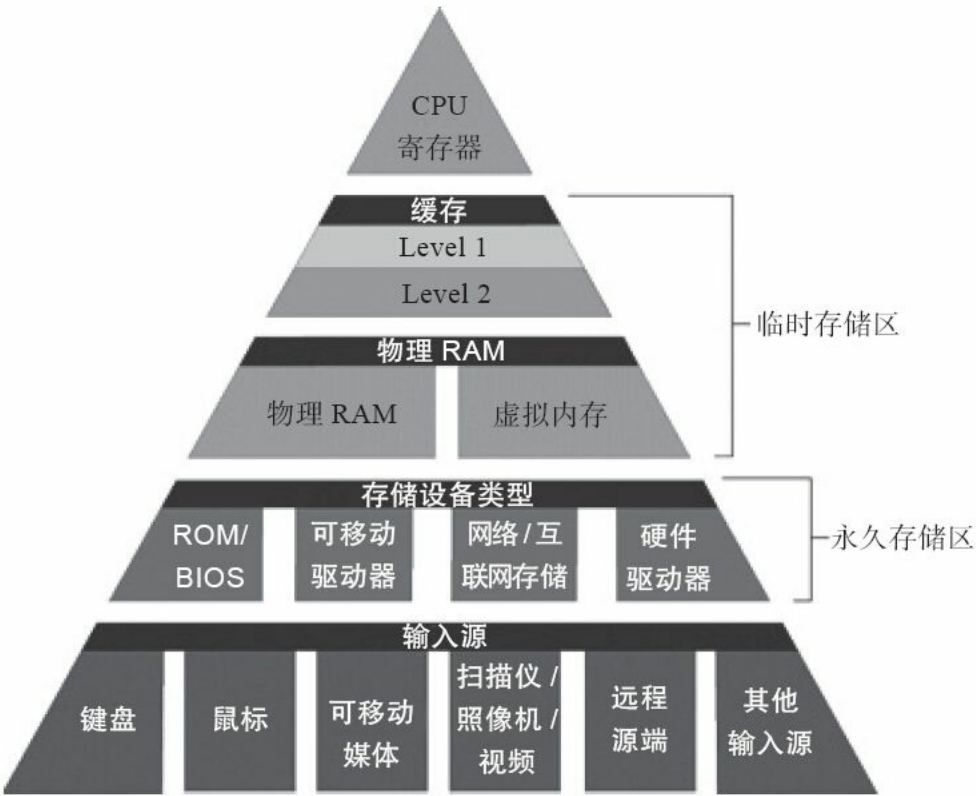 CPU
寄存器
缓存
Level 1
Level 2
临时存储区
物理 RAM
物理 RAM
虚拟内存
存储设备类型
ROM/
BIOS
可移动
驱动器
网络 / 互
联网存储
硬件
驱动器
永久存储区
输入源
键盘
鼠标
可移动
媒体
扫描仪 /
照像机 /
视频
远程
源端
其他
输入源